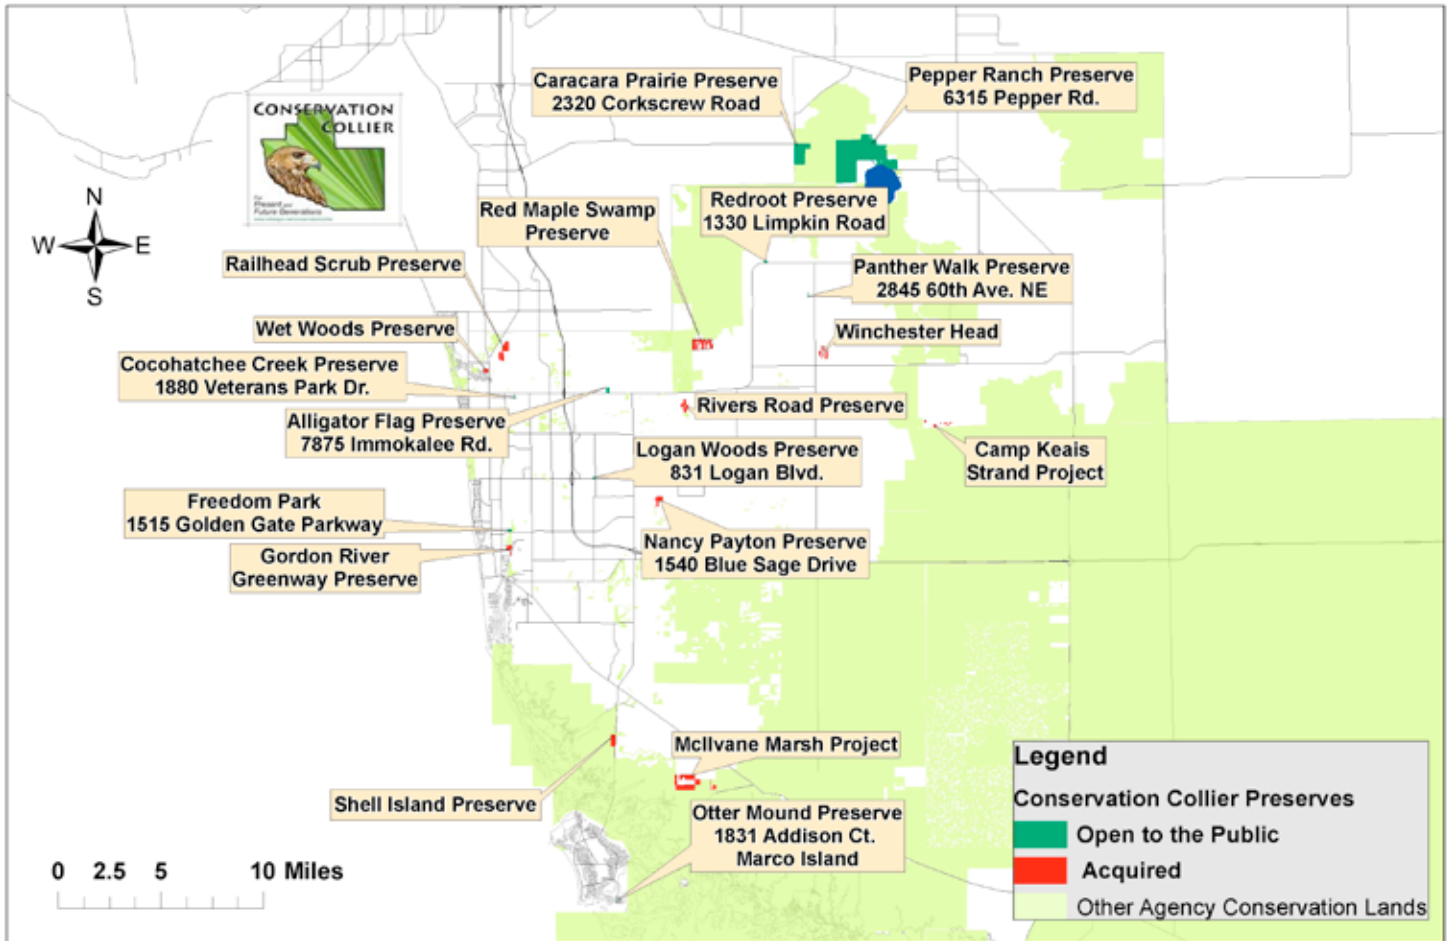 CONSERVATION
COLLIER
For
Present and
Future Generations
N
W
E
S
Caracara Prairie Preserve
2320 Corkscrew Road
Pepper Ranch Preserve
6315 Pepper Rd.
Red Maple Swamp
Preserve
Redroot Preserve
1330 Limpkin Road
Railhead Scrub Preserve
Panther Walk Preserve
2845 60th Ave. NE
Wet Woods Preserve
Winchester Head
Cocohatchee Creek Preserve
1880 Veterans Park Dr.
Alligator Flag Preserve
7875 Immokalee Rd.
Rivers Road Preserve
Logan Woods Preserve
831 Logan Blvd.
Camp Keais
Strand Project
Freedom Park
1515 Golden Gate Parkway
Gordon River
Greenway Preserve
Nancy Payton Preserve
1540 Blue Sage Drive
McIlvane Marsh Project
Shell Island Preserve
Otter Mound Preserve
1831 Addison Ct.
Marco Island
0 2.5 5 10 Miles
Legend
Conservation Collier Preserves
Open to the Public
Acquired
Other Agency Conservation Lands